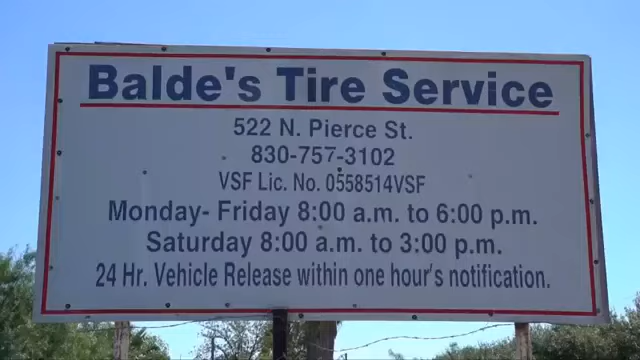 Balde's Tire Service
522 N. Pierce St.
830-757-3102
VSF Lic. No. 0558514VSF
Monday- Friday 8:00 a.m. to 6:00 p.m.
Saturday 8:00 a.m. to 3:00 p.m.
24 Hr. Vehicle Release within one hour's notification.